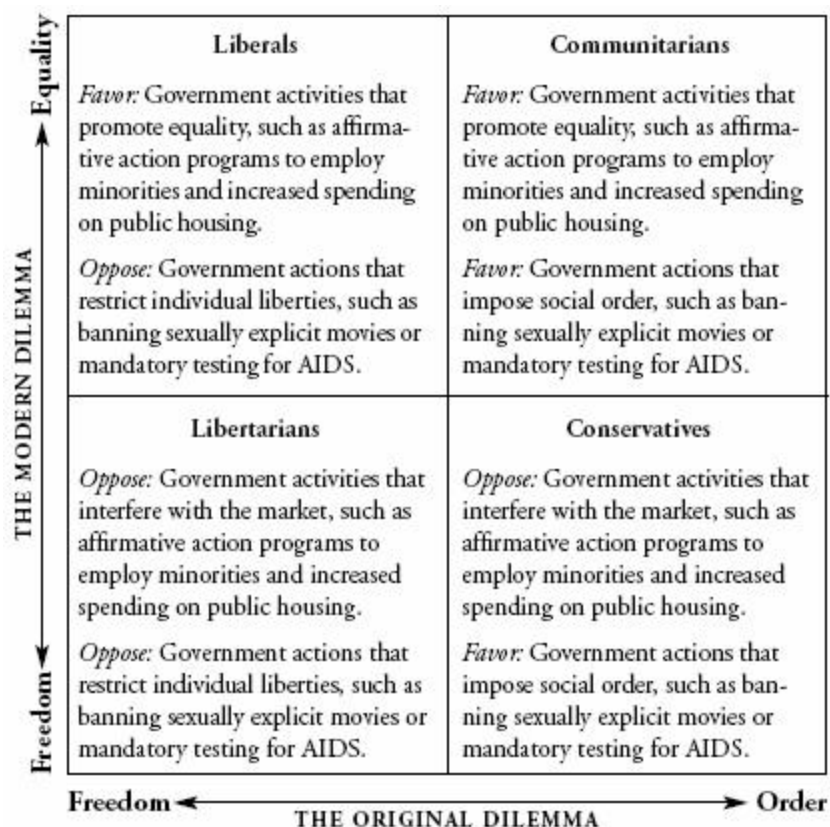 Equality
THE MODERN DILEMMA
Freedom
Liberals
Favor: Government activities that
promote equality, such as affirma-
tive action programs to employ
minorities and increased spending
on public housing.
Oppose: Government actions that
restrict individual liberties, such as
banning sexually explicit movies or
mandatory testing for AIDS.
Communitarians
Favor: Government activities that
promote equality, such as affirma-
tive action programs to employ
minorities and increased spending
on public housing.
Favor: Government actions that
impose social order, such as ban-
ning sexually explicit movies or
mandatory testing for AIDS.
Libertarians
Oppose: Government activities that
interfere with the market, such as
affirmative action programs to
employ minorities and increased
spending on public housing.
Oppose: Government actions that
restrict individual liberties, such as
banning sexually explicit movies or
mandatory testing for AIDS.
Conservatives
Oppose: Government activities that
interfere with the market, such as
affirmative action programs to
employ minorities and increased
spending on public housing.
Favor: Government actions that
impose social order, such as ban-
ning sexually explicit movies or
mandatory testing for AIDS.
Freedom
Order
THE ORIGINAL DILEMMA